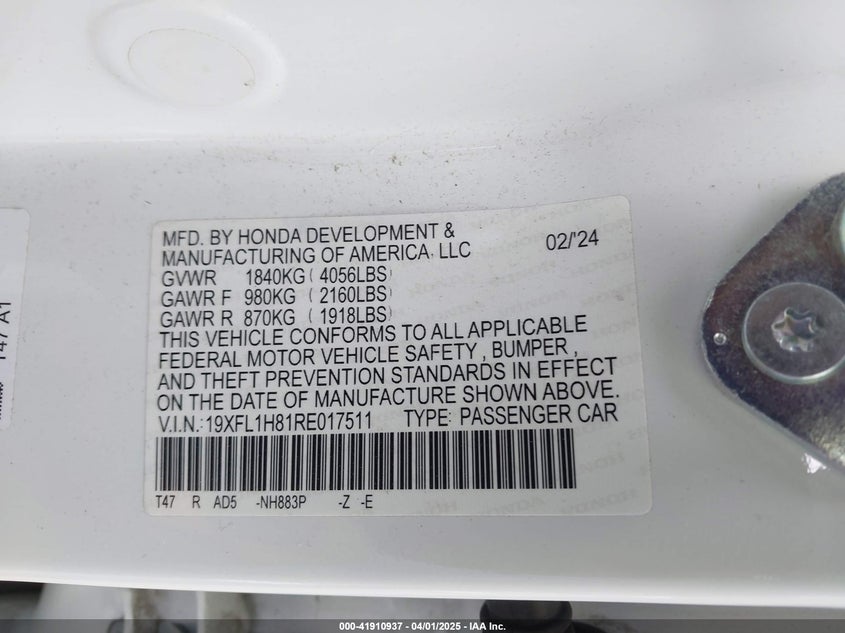 MFD. BY HONDA DEVELOPMENT &
MANUFACTURING OF AMERICA, LLC 02/'24
GVWR 1840KG ( 4056LBS)
GAWR F 980KG ( 2160LBS)
GAWR R 870KG ( 1918LBS)
THIS VEHICLE CONFORMS TO ALL APPLICABLE
FEDERAL MOTOR VEHICLE SAFETY , BUMPER ,
AND THEFT PREVENTION STANDARDS IN EFFECT
ON THE DATE OF MANUFACTURE SHOWN ABOVE.
V.I.N.:19XFL1H81RE017511 TYPE: PASSENGER CAR
T47 R AD5 -NH883P -Z -E
T47 A1
000-41910937 - 04/01/2025 - IAA, Inc.